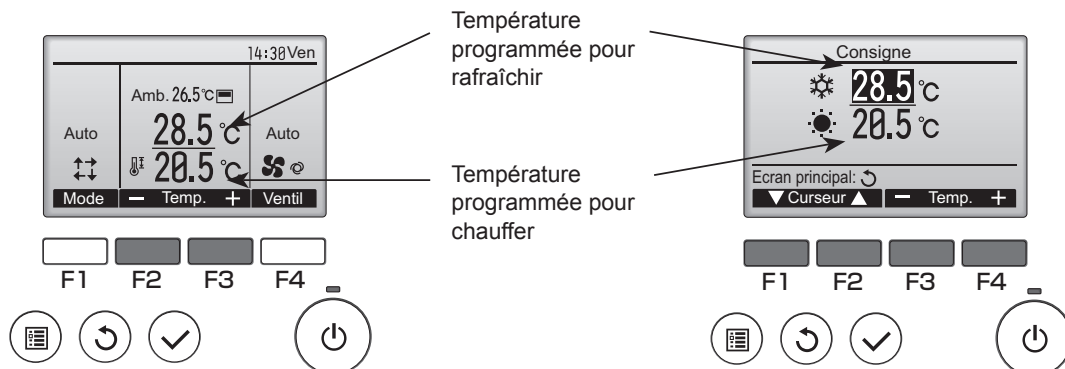 14:30 Ven
Amb. 26.5°C
Auto
28.5 °C
Auto
20.5 °C
Mode
− Temp. +
Ventil
F1 F2 F3 F4
Température
programmée pour
rafraîchir
Température
programmée pour
chauffer
Consigne
28.5 °C
20.5 °C
Ecran principal:
Curseur
− Temp. +
F1 F2 F3 F4